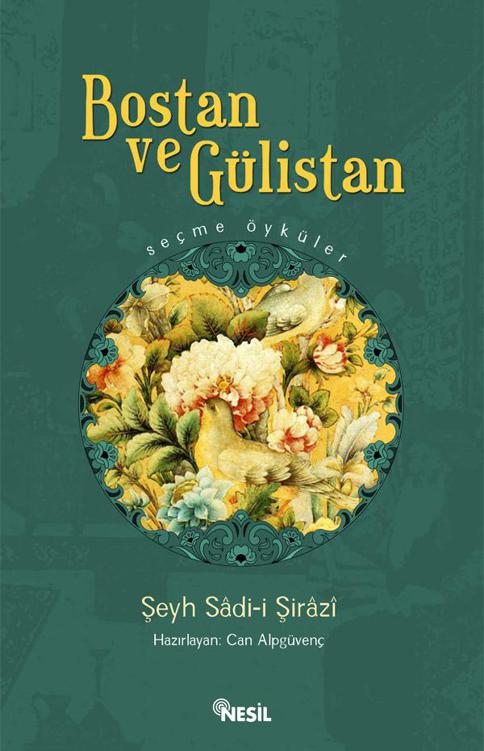 Bostan
ve Gülistan
seçme öyküler
Şeyh Sâdi-i Şirâzî
Hazırlayan: Can Alpgüvenç
NESİL